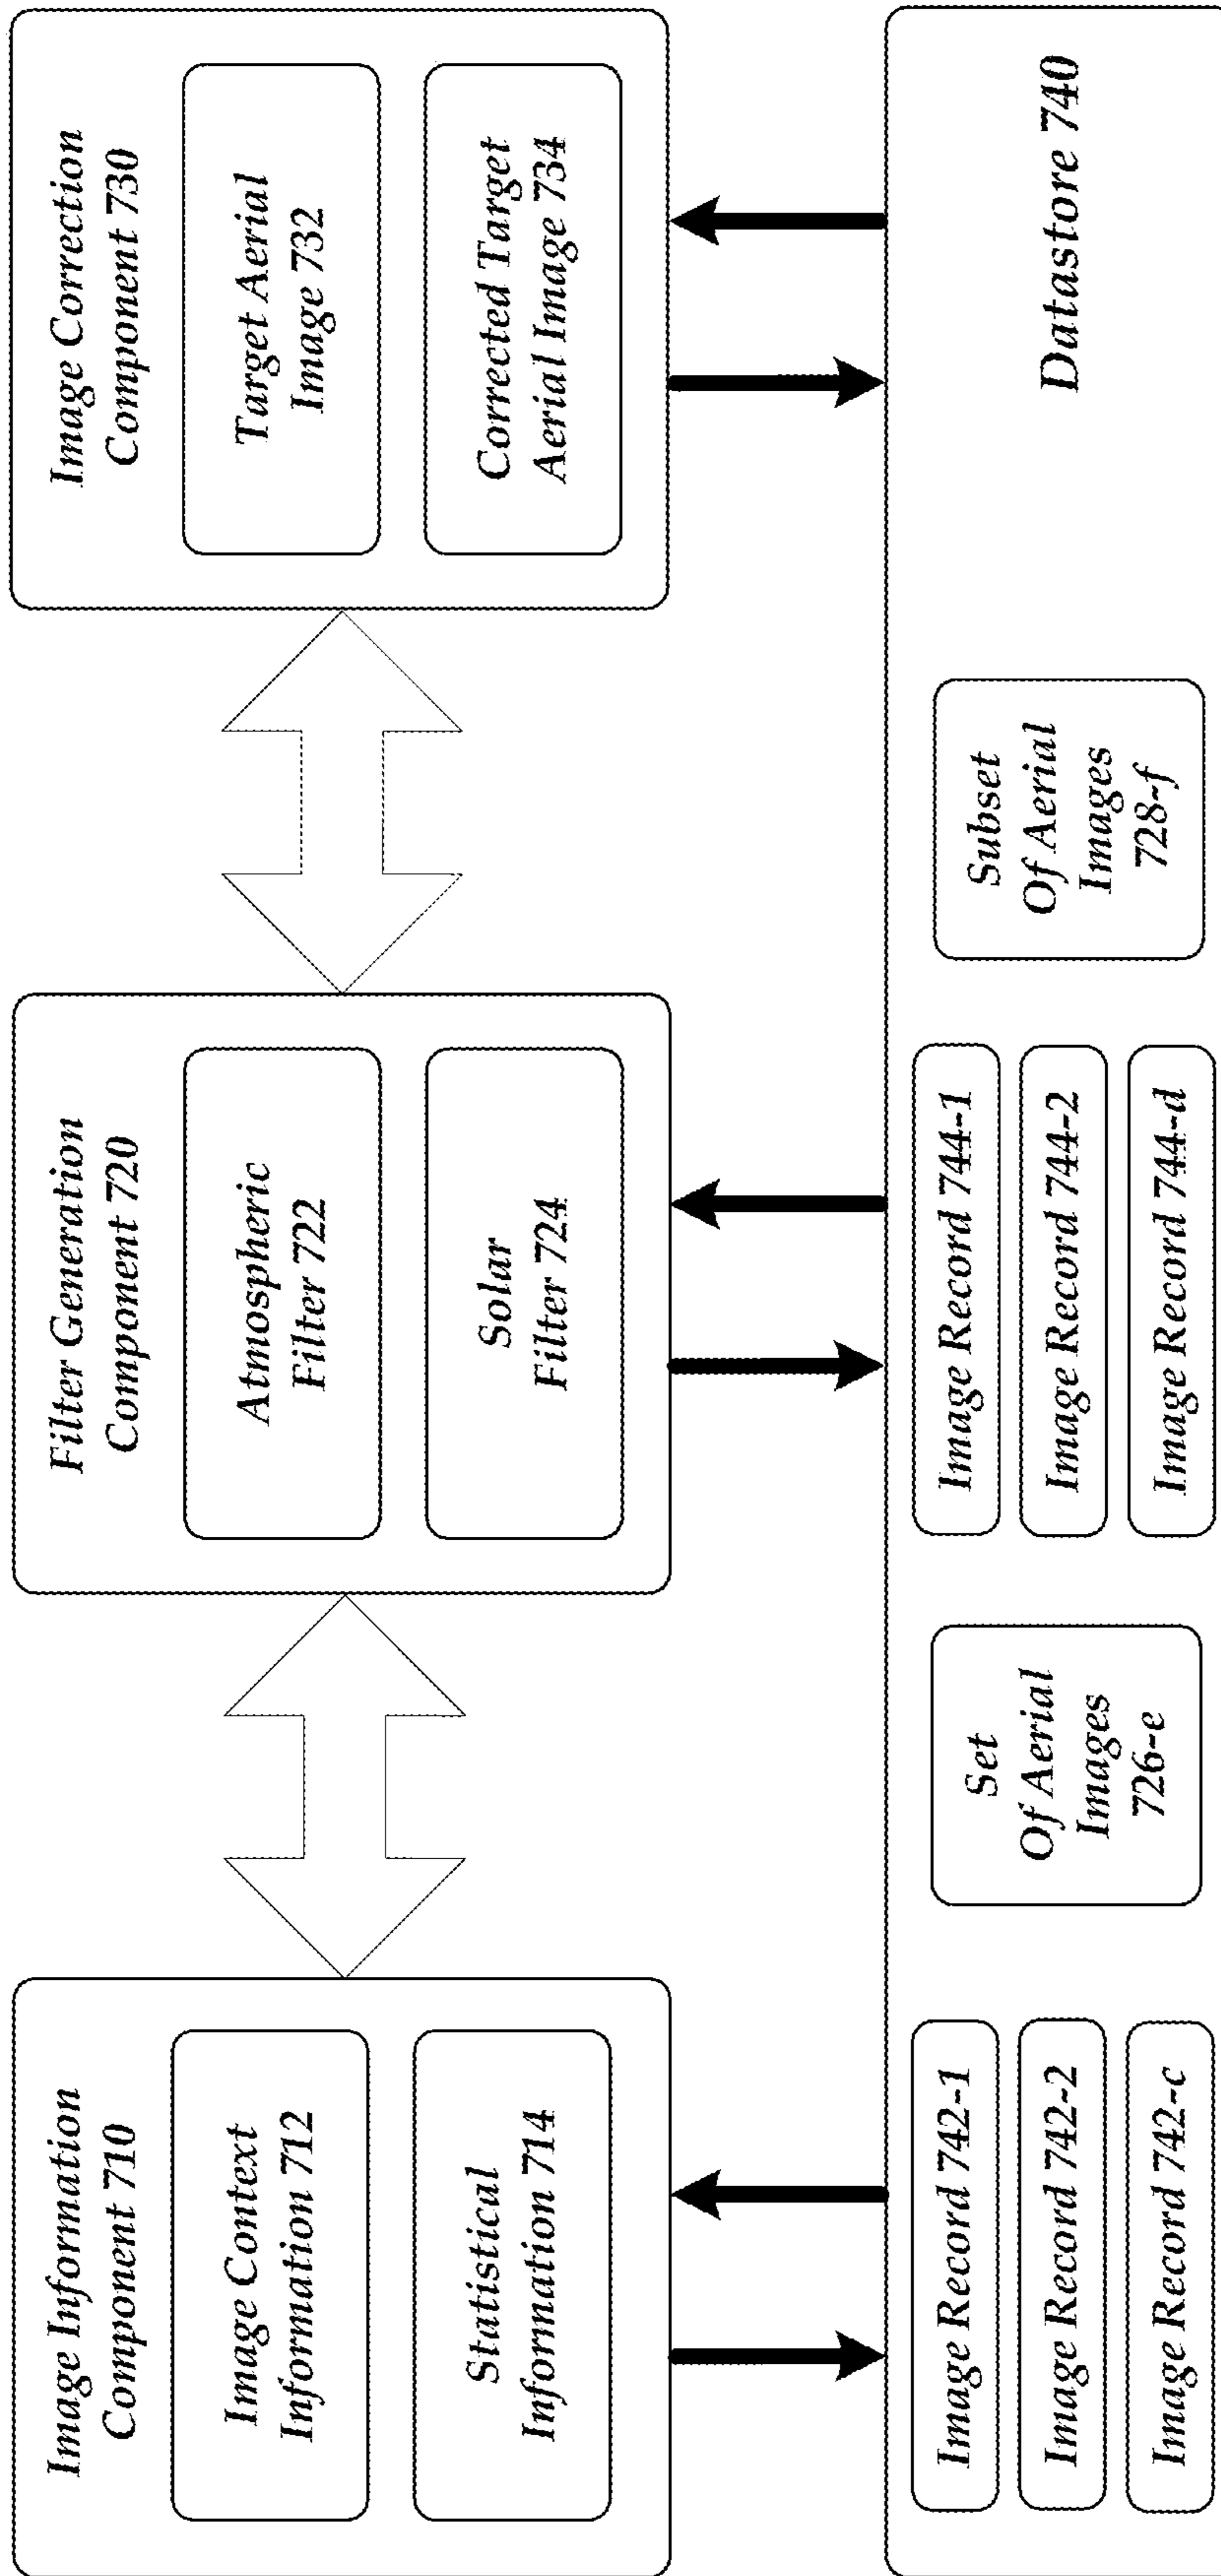 Image Information
Component 710
Image Context
Information 712
Statistical
Information 714
Filter Generation
Component 720
Atmospheric
Filter 722
Solar
Filter 724
Image Correction
Component 730
Target Aerial
Image 732
Corrected Target
Aerial Image 734
Image Record 742-1
Image Record 742-2
Image Record 742-c
Set
Of Aerial
Images
726-e
Image Record 744-1
Image Record 744-2
Image Record 744-d
Subset
Of Aerial
Images
728-f
Datastore 740